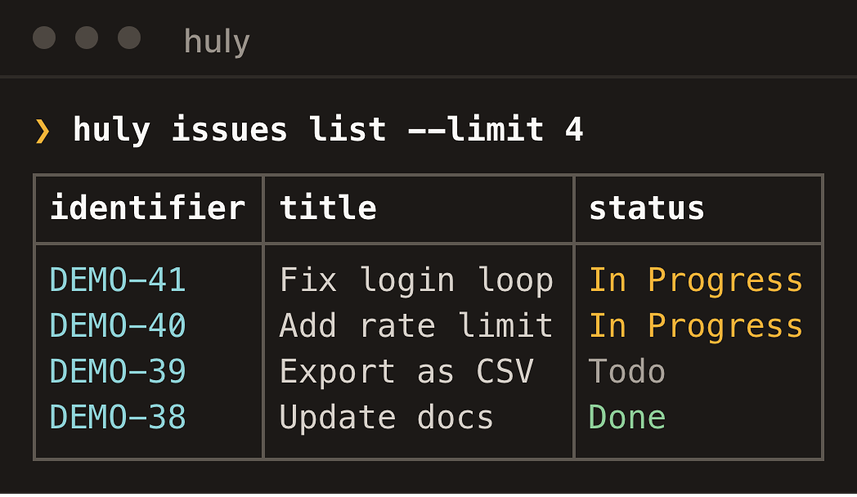 huly
❯ huly issues list --limit 4
identifier title status
DEMO-41 Fix login loop In Progress
DEMO-40 Add rate limit In Progress
DEMO-39 Export as CSV Todo
DEMO-38 Update docs Done